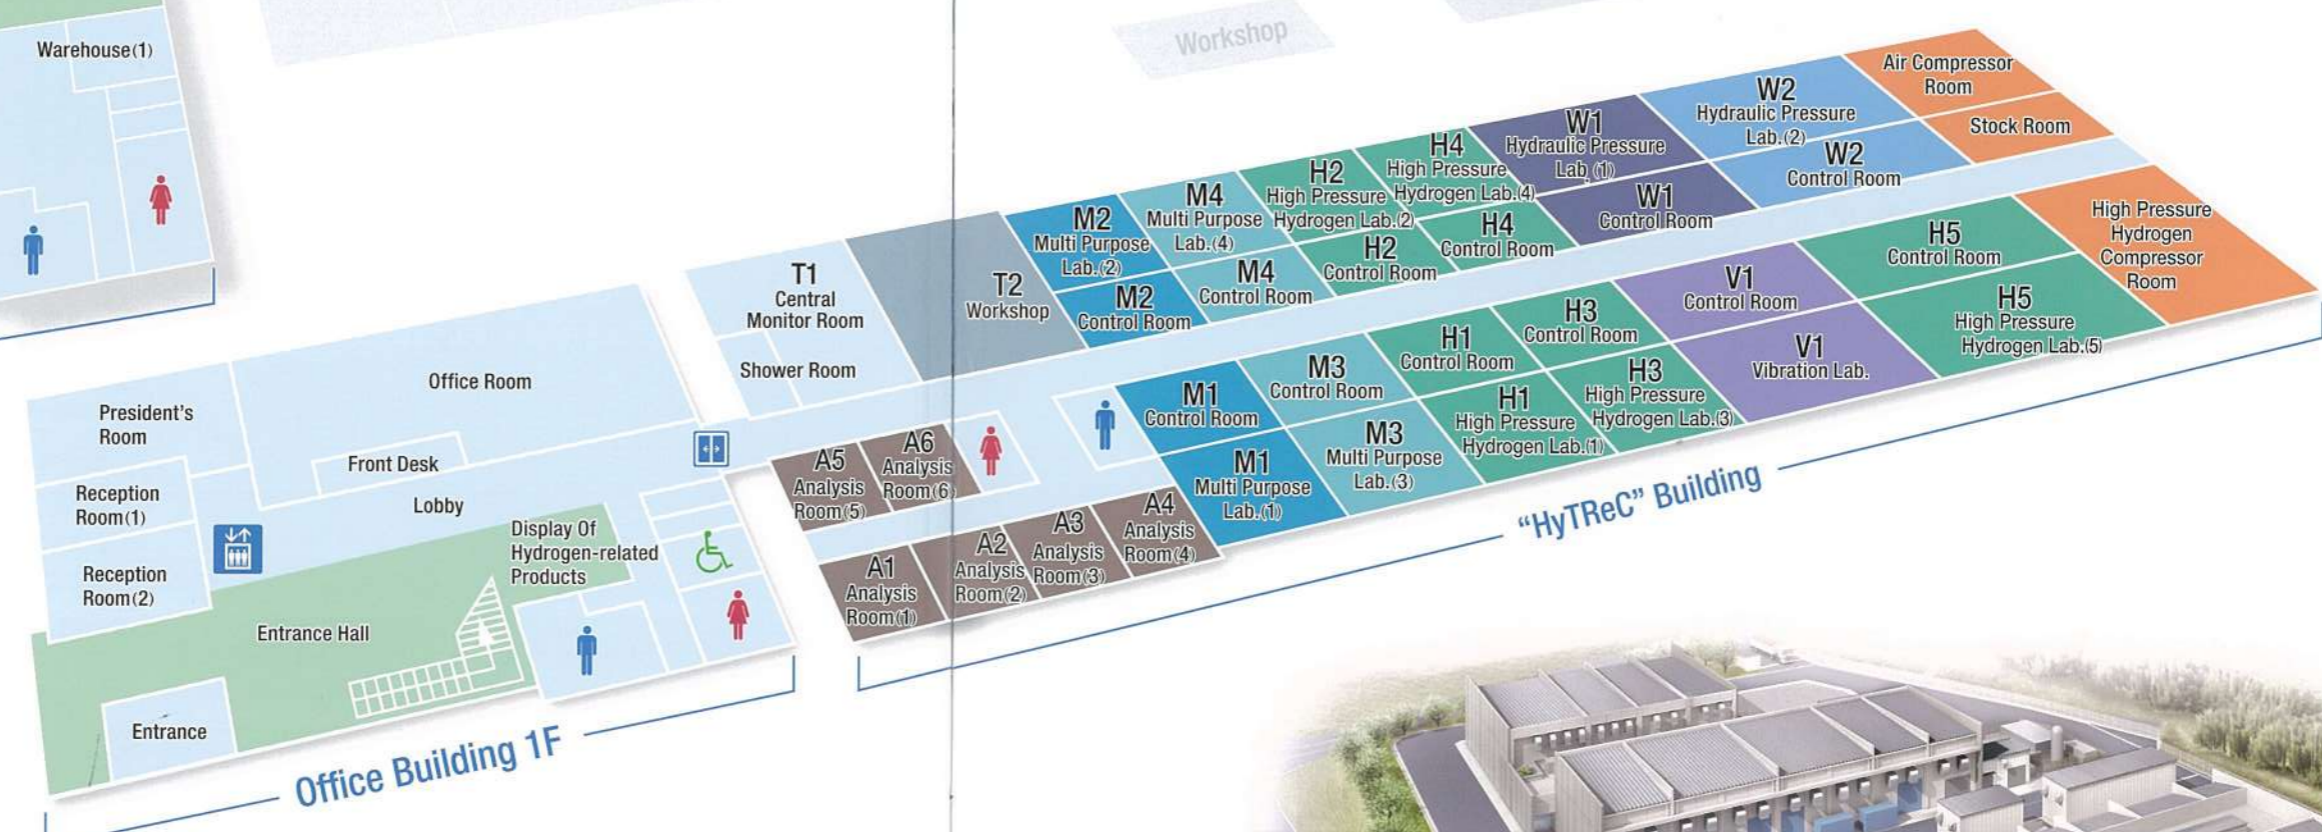 Warehouse(1)
Workshop
Air Compressor
Room
Stock Room
W2
Hydraulic Pressure
Lab.(2)
W2
Control Room
W1
Hydraulic Pressure
Lab.(1)
W1
Control Room
H4
High Pressure
Hydrogen Lab.(4)
H4
Control Room
H2
High Pressure
Hydrogen Lab.(2)
H2
Control Room
M4
Multi Purpose
Lab.(4)
M4
Control Room
M2
Multi Purpose
Lab.(2)
M2
Control Room
T2
Workshop
T1
Central
Monitor Room
Shower Room
High Pressure
Hydrogen
Compressor
Room
H5
Control Room
H5
High Pressure
Hydrogen Lab.(5)
V1
Control Room
V1
Vibration Lab.
H3
Control Room
H3
High Pressure
Hydrogen Lab.(3)
H1
Control Room
H1
High Pressure
Hydrogen Lab.(1)
M3
Control Room
M3
Multi Purpose
Lab.(3)
M1
Control Room
M1
Multi Purpose
Lab.(1)
A5
Analysis
Room(5)
A6
Analysis
Room(6)
A1
Analysis
Room(1)
A2
Analysis
Room(2)
A3
Analysis
Room(3)
A4
Analysis
Room(4)
"HyTReC" Building
Office Room
President's
Room
Front Desk
Reception
Room(1)
Lobby
Reception
Room(2)
Display Of
Hydrogen-related
Products
Entrance Hall
Entrance
Office Building 1F